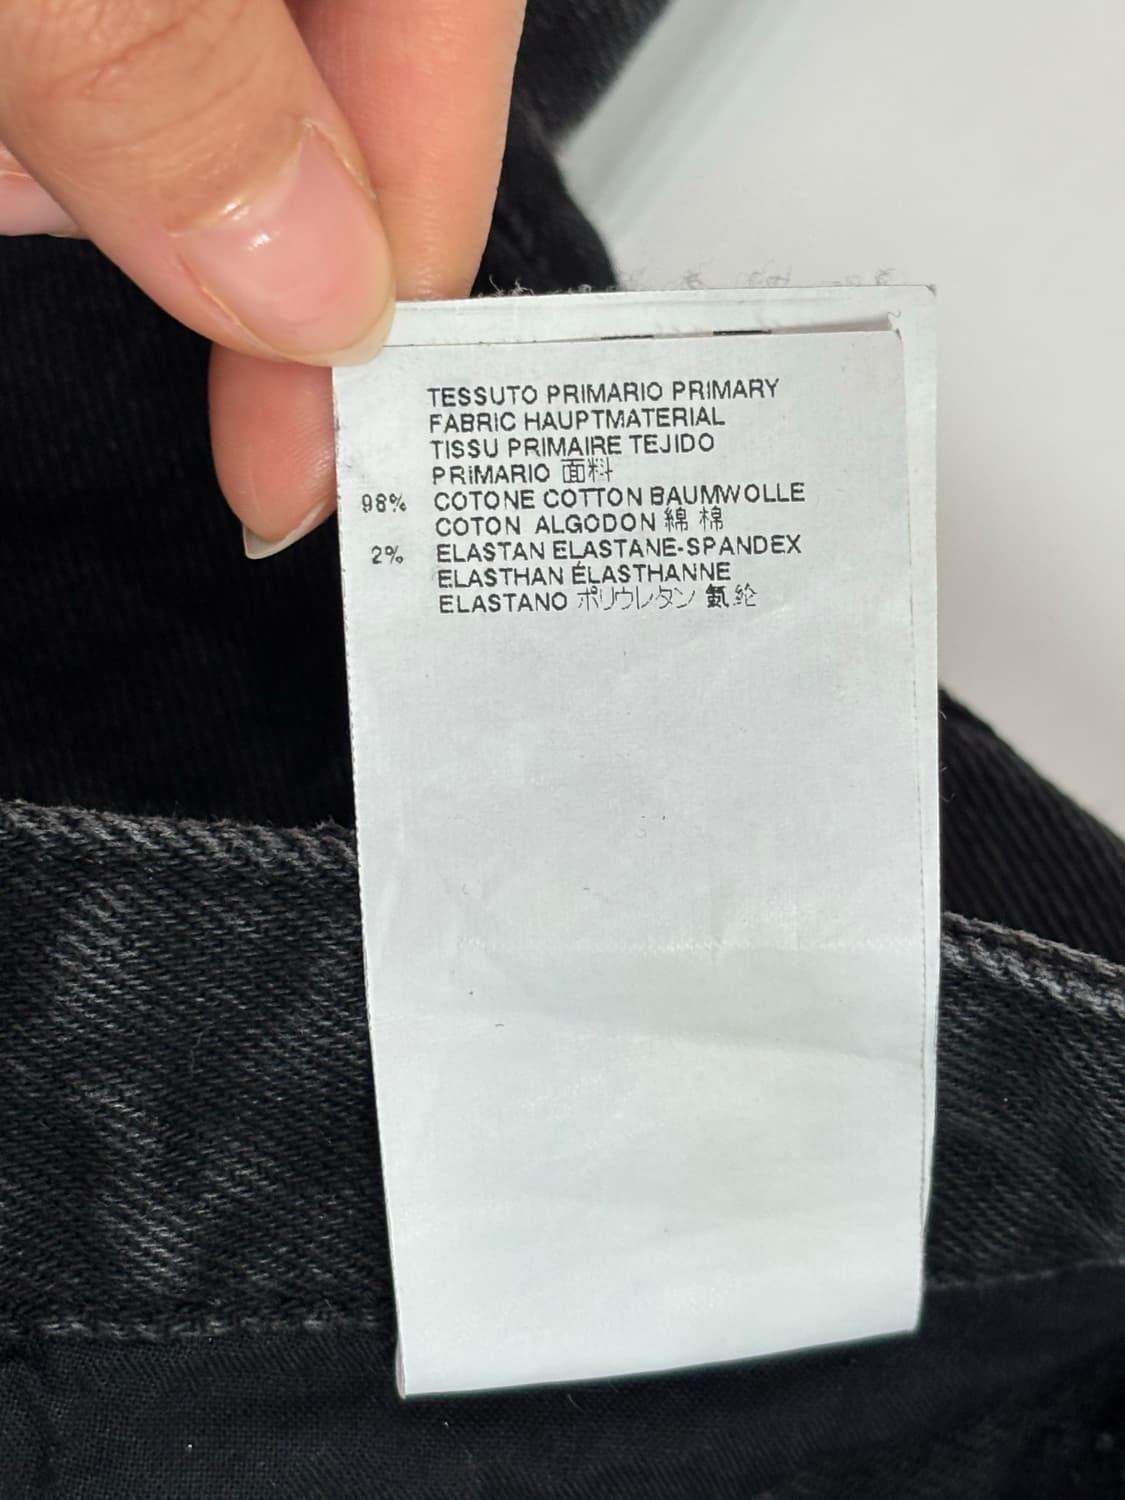 TESSUTO PRIMARIO PRIMARY
FABRIC HAUPTMATERIAL
TISSU PRIMAIRE TEJIDO
PRIMARIO 面料
98% COTONE COTTON BAUMWOLLE
COTON ALGODON 綿 棉
2% ELASTAN ELASTANE-SPANDEX
ELASTHAN ÉLASTHANNE
ELASTANO ポリウレタン 氨纶